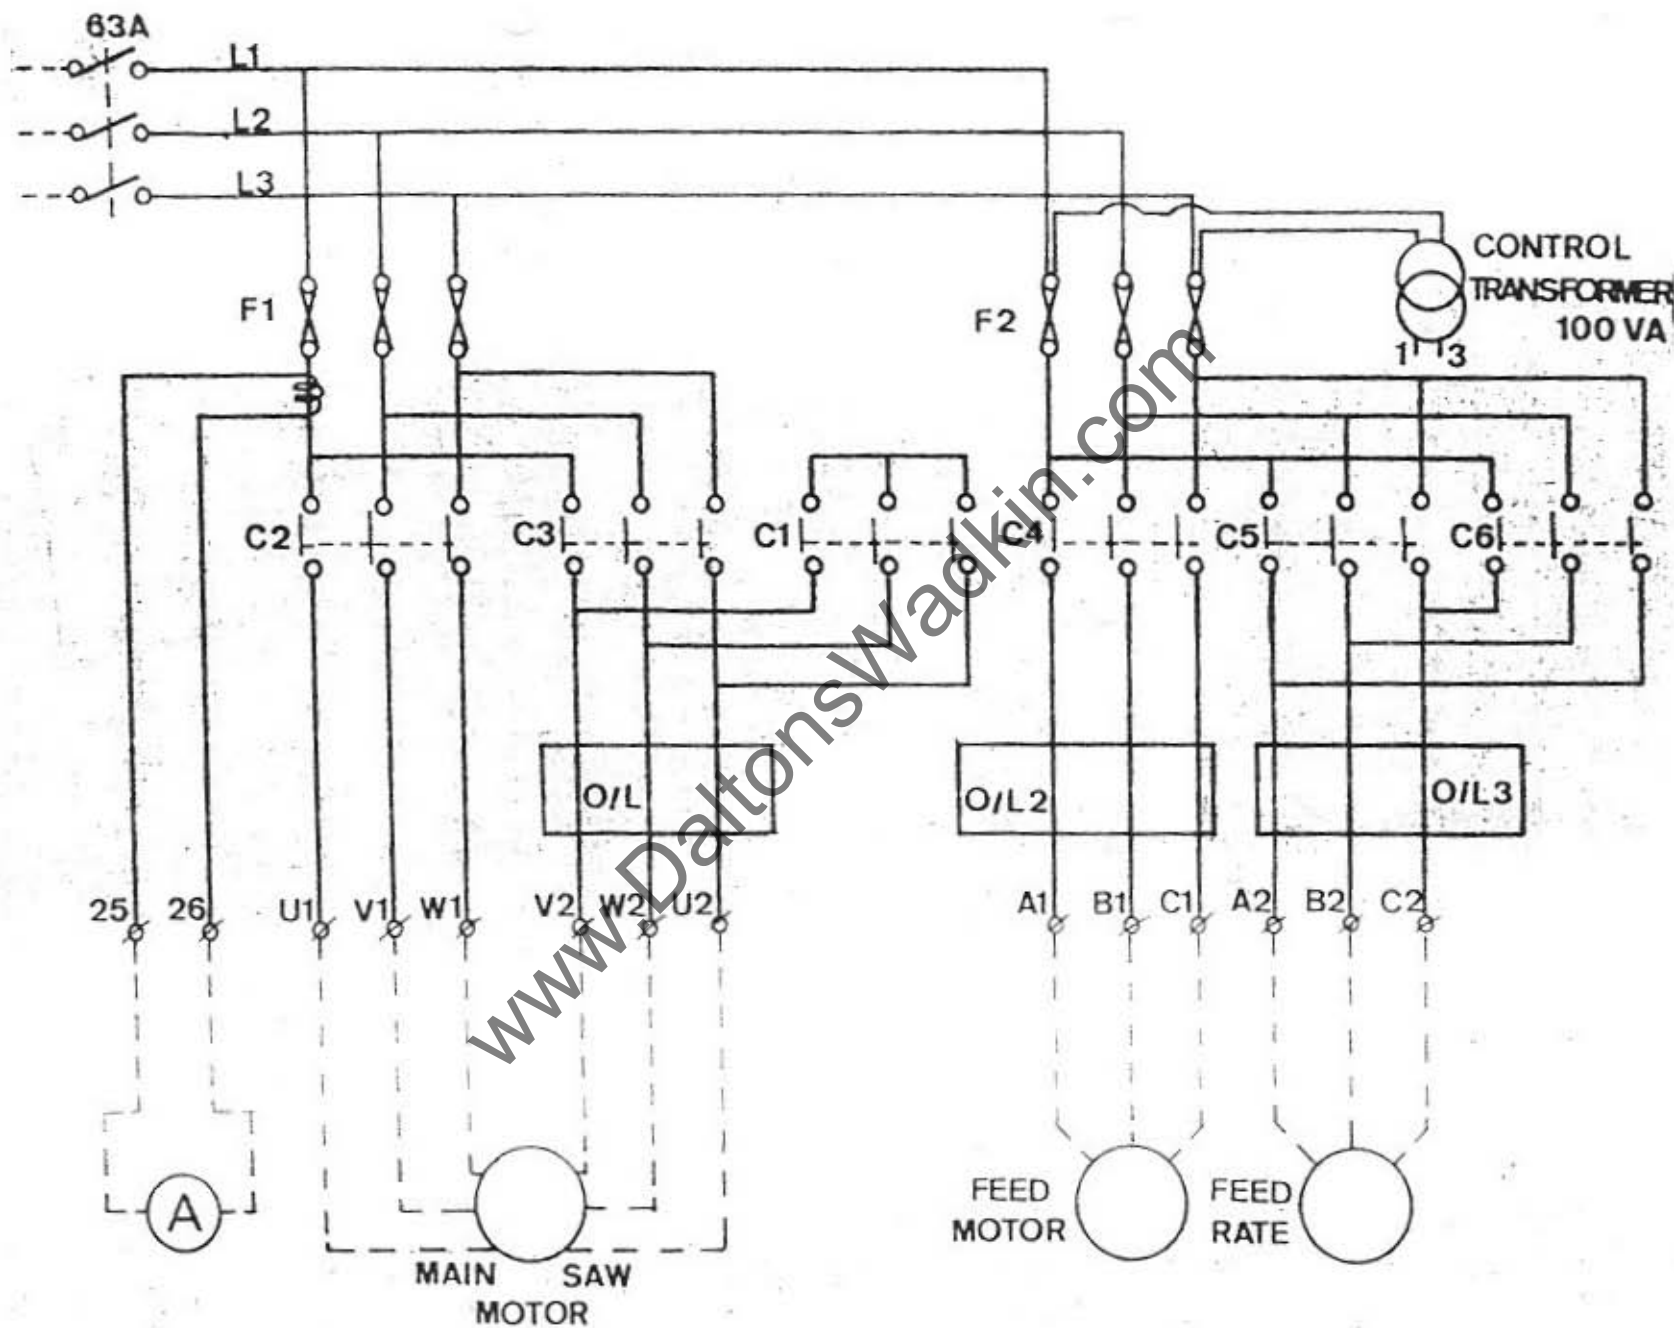 63A
L1
L2
L3
F1
F2
CONTROL
TRANSFORMER
100 VA
1 3
C2
C3
C1
C4
C5
C6
O/L
O/L2
O/L3
25 26 U1 V1 W1 V2 W2 U2 A1 B1 C1 A2 B2 C2
A
MAIN SAW
MOTOR
FEED
MOTOR
FEED
RATE
www.DaltonsWadkin.com